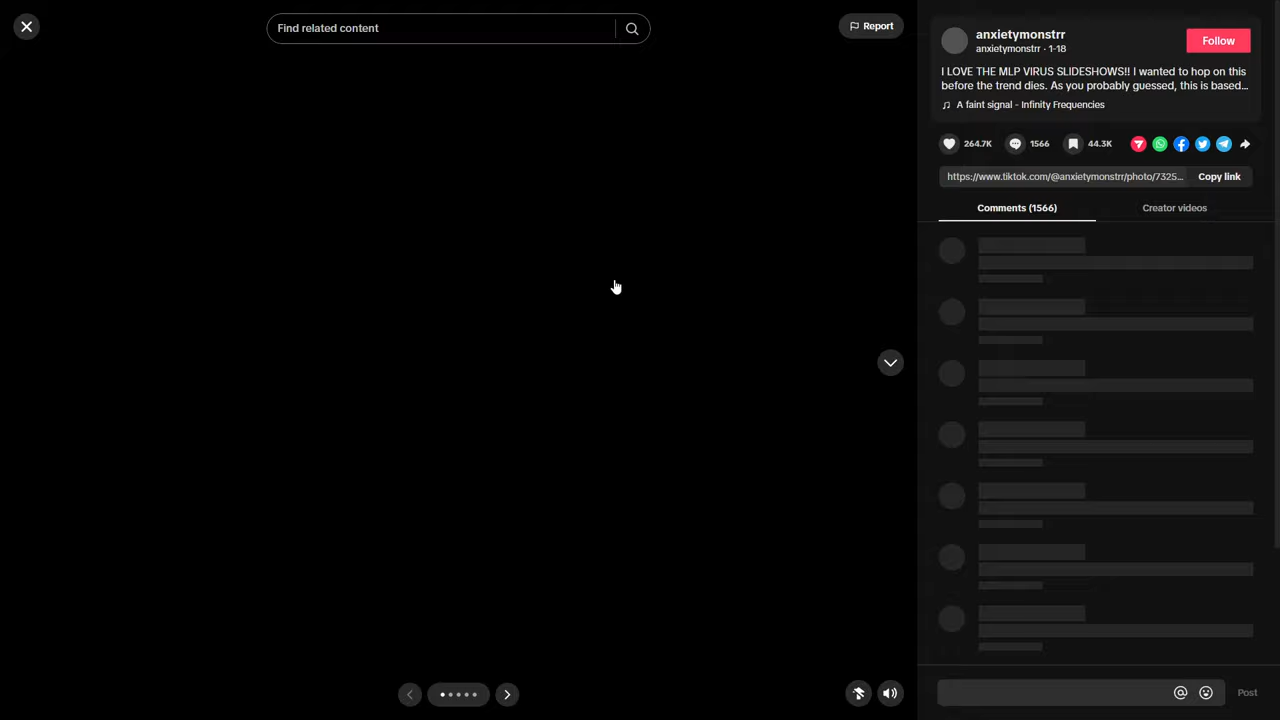 Find related content
Report
anxietymonstrr
anxietymonstrr · 1-18
Follow
I LOVE THE MLP VIRUS SLIDESHOWS!! I wanted to hop on this
before the trend dies. As you probably guessed, this is based...
A faint signal - Infinity Frequencies
264.7K
1566
44.3K
https://www.tiktok.com/@anxietymonstrr/photo/7325...
Copy link
Comments (1566)
Creator videos
Post